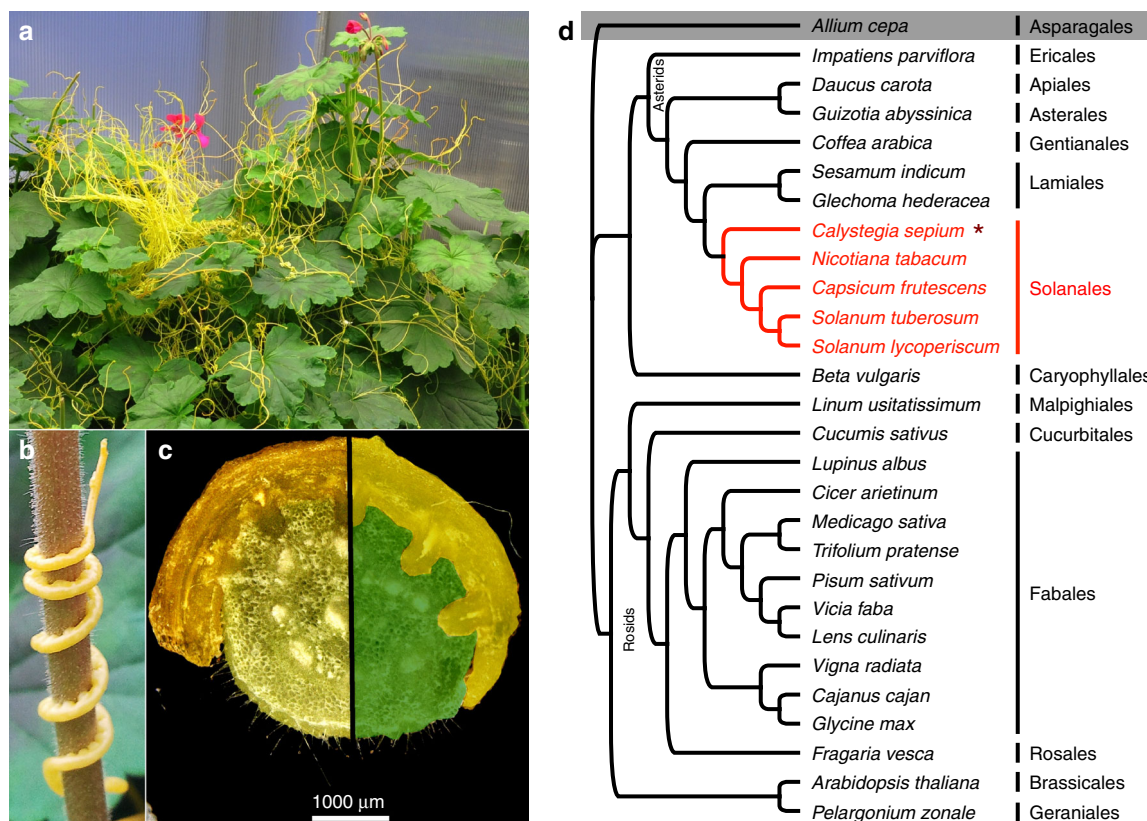 a
b
c
1000 μm
d
Allium cepa Asparagales
Impatiens parviflora Ericales
Asterids
Daucus carota Apiales
Guizotia abyssinica Asterales
Coffea arabica Gentianales
Sesamum indicum
Lamiales
Glechoma hederacea
Calystegia sepium *
Nicotiana tabacum
Capsicum frutescens Solanales
Solanum tuberosum
Solanum lycoperiscum
Beta vulgaris Caryophyllales
Linum usitatissimum Malpighiales
Cucumis sativus Cucurbitales
Lupinus albus
Cicer arietinum
Medicago sativa
Trifolium pratense
Pisum sativum
Fabales
Vicia faba
Rosids
Lens culinaris
Vigna radiata
Cajanus cajan
Glycine max
Fragaria vesca Rosales
Arabidopsis thaliana Brassicales
Pelargonium zonale Geraniales